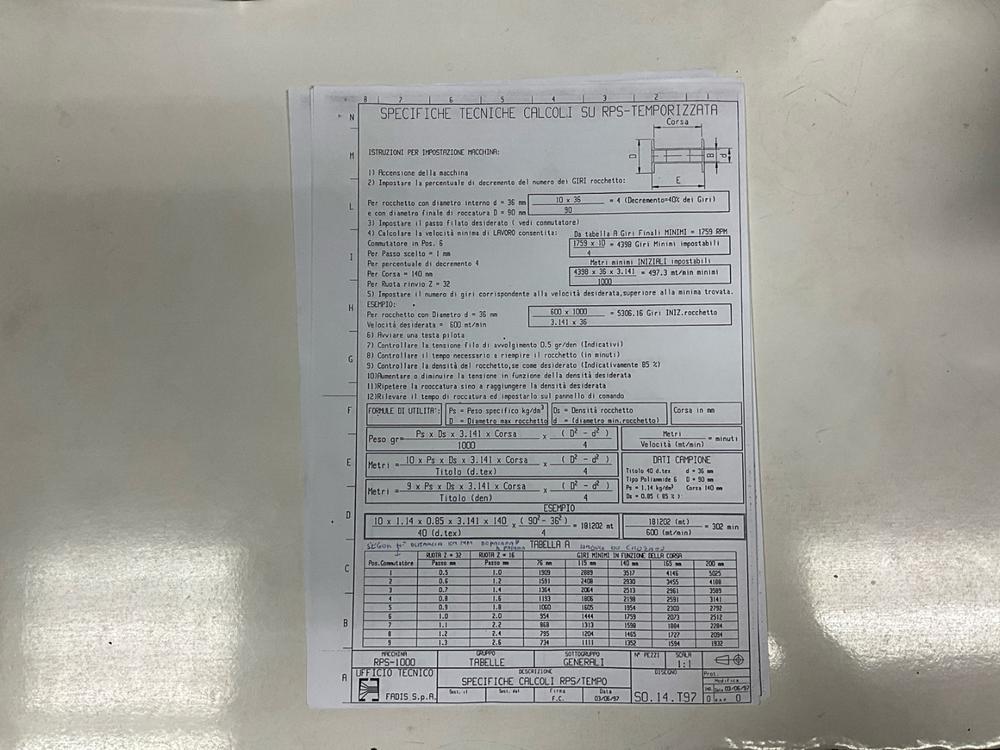 8 7 6 5 4 3 2 1
N
SPECIFICHE TECNICHE CALCOLI SU RPS-TEMPORIZZATA
Corsa
D B d
E
M
ISTRUZIONI PER IMPOSTAZIONE MACCHINA:
1) Accensione della macchina
2) Impostare la percentuale di decremento del numero dei GIRI rocchetto:
L
Per rocchetto con diametro interno d = 36 mm
e con diametro finale di roccatura D = 90 mm
10 x 36
90
= 4 (Decremento=40% dei Giri)
3) Impostare il passo filato desiderato ( vedi commutatore)
4) Calcolare la velocità minima di LAVORO consentita:
Da tabella A Giri Finali MINIMI = 1759 RPM
Commutatore in Pos. 6
1759 x 10
4
= 4398 Giri Minimi impostabili
I
Per Passo scelto = 1 mm
Per percentuale di decremento 4
Metri minimi INIZIALI impostabili
Per Corsa = 140 mm
4398 x 36 x 3.141
1000
= 497.3 mt/min minimi
Per Ruota rinvio Z = 32
5) Impostare il numero di giri corrispondente alla velocità desiderata,superiore alla minima trovata.
H
ESEMPIO:
Per rocchetto con Diametro d = 36 mm
Velocità desiderata = 600 mt/min
600 x 1000
3.141 x 36
= 5306.16 Giri INIZ.rocchetto
6) Avviare una testa pilota
7) Controllare la tensione filo di avvolgimento 0.5 gr/den (Indicativi)
8) Controllare il tempo necessario a riempire il rocchetto (in minuti)
G
9) Controllare la densità del rocchetto,se come desiderato (Indicativamente 85 %)
10)Aumentare o diminuire la tensione in funzione della densità desiderata
11)Ripetere la rooccatura sino a raggiungere la densità desiderata
12)Rilevare il tempo di roccatura ed impostarlo sul pannello di comando
F
FORMULE DI UTILITA':
Ps = Peso specifico kg/dm³
D = Diametro max rocchetto
Ds = Densità rocchetto
d = (diametro min.rocchetto)
Corsa in mm
Peso gr= Ps x Ds x 3.141 x Corsa x ( D² - d² )
1000 4
Metri
Velocità (mt/min)
= minuti
E
Metri = 10 x Ps x Ds x 3.141 x Corsa x ( D² - d² )
Titolo (d.tex) 4
Metri = 9 x Ps x Ds x 3.141 x Corsa x ( D² - d² )
Titolo (den) 4
DATI CAMPIONE
Titolo 40 d.tex d = 36 mm
Tipo Poliammide 6 D = 90 mm
Ps = 1.14 kg/dm³ Corsa 140 mm
Ds = 0.85 ( 85 % )
ESEMPIO
D
10 x 1.14 x 0.85 x 3.141 x 140 x ( 90² - 36² ) = 181202 mt
40 (d.tex) 4
181202 (mt)
600 (mt/min)
= 302 min
TABELLA A
C
Pos.Commutatore
RUOTA Z = 32 RUOTA Z = 16 GIRI MINIMI IN FUNZIONE DELLA CORSA
Passo mm Passo mm 76 mm 115 mm 140 mm 165 mm 200 mm
1 0.5 1.0 1909 2889 3517 4146 5025
2 0.6 1.2 1591 2408 2930 3455 4188
3 0.7 1.4 1364 2064 2513 2961 3589
4 0.8 1.6 1193 1806 2198 2591 3141
5 0.9 1.8 1060 1605 1954 2303 2792
6 1.0 2.0 954 1444 1759 2073 2512
7 1.1 2.2 868 1313 1598 1884 2284
8 1.2 2.4 795 1204 1465 1727 2094
9 1.3 2.6 734 1111 1352 1594 1932
B
MACCHINA
RPS-1000
GRUPPO
TABELLE
SOTTOGRUPPO
GENERALI
N° PEZZI
SCALA
1:1
A
UFFICIO TECNICO
FADIS S.p.A.
DESCRIZIONE
SPECIFICHE CALCOLI RPS/TEMPO
DISEGNO
SO.14.T97
Sost. il
Sost. dal
Firma
F.C.
Data
03/06/97
Prot.
Modifica
03/06/97
0 0